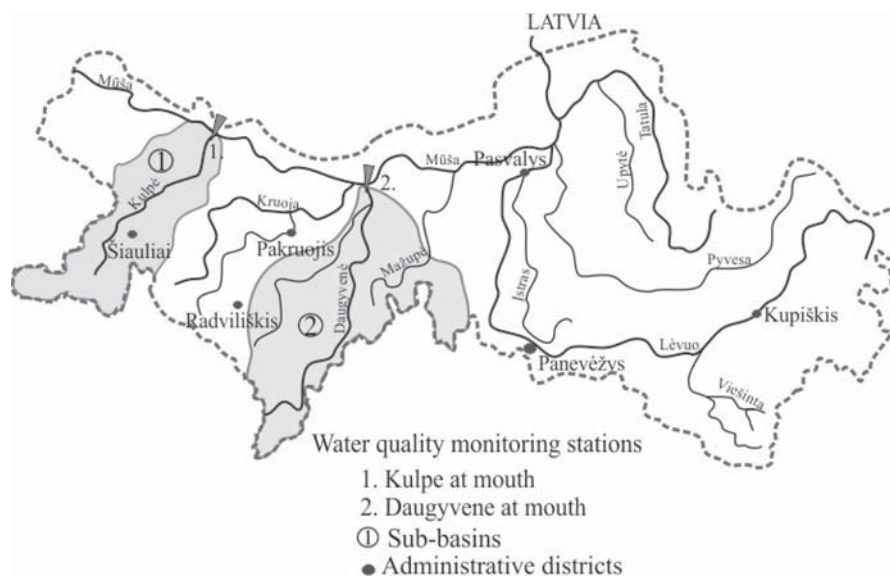 LATVIA
Mūša
1.
①
Kulpė
Šiauliai
Kruoja
Pakruojis
Radviliškis
2.
Mūša
Pasvalys
Mažupė
Daugyvenė
②
Įstras
Upytė
Tatula
Pyvesa
Kupiškis
Lėvuo
Panevėžys
Viešinta
Water quality monitoring stations
1. Kulpe at mouth
2. Daugyvene at mouth
① Sub-basins
Administrative districts